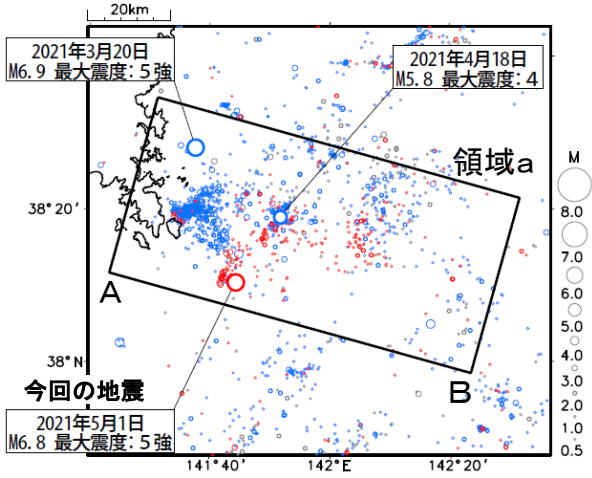 20km
2021年3月20日
M6.9 最大震度：5強
2021年4月18日
M5.8 最大震度：4
領域a
M
8.0
7.0
6.0
5.0
4.0
3.0
2.0
1.0
0.5
38°20′
A
38°N
B
今回の地震
2021年5月1日
M6.8 最大震度：5強
141°40′
142°E
142°20′